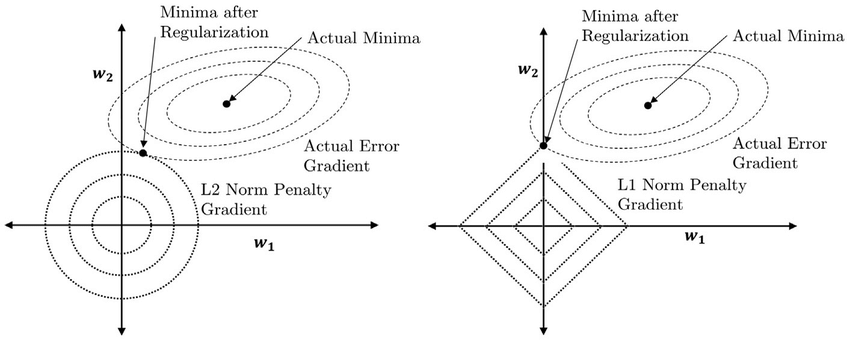 Minima after
Regularization
Actual Minima
w2
Actual Error
Gradient
L2 Norm Penalty
Gradient
w1
Minima after
Regularization
Actual Minima
w2
Actual Error
Gradient
L1 Norm Penalty
Gradient
w1